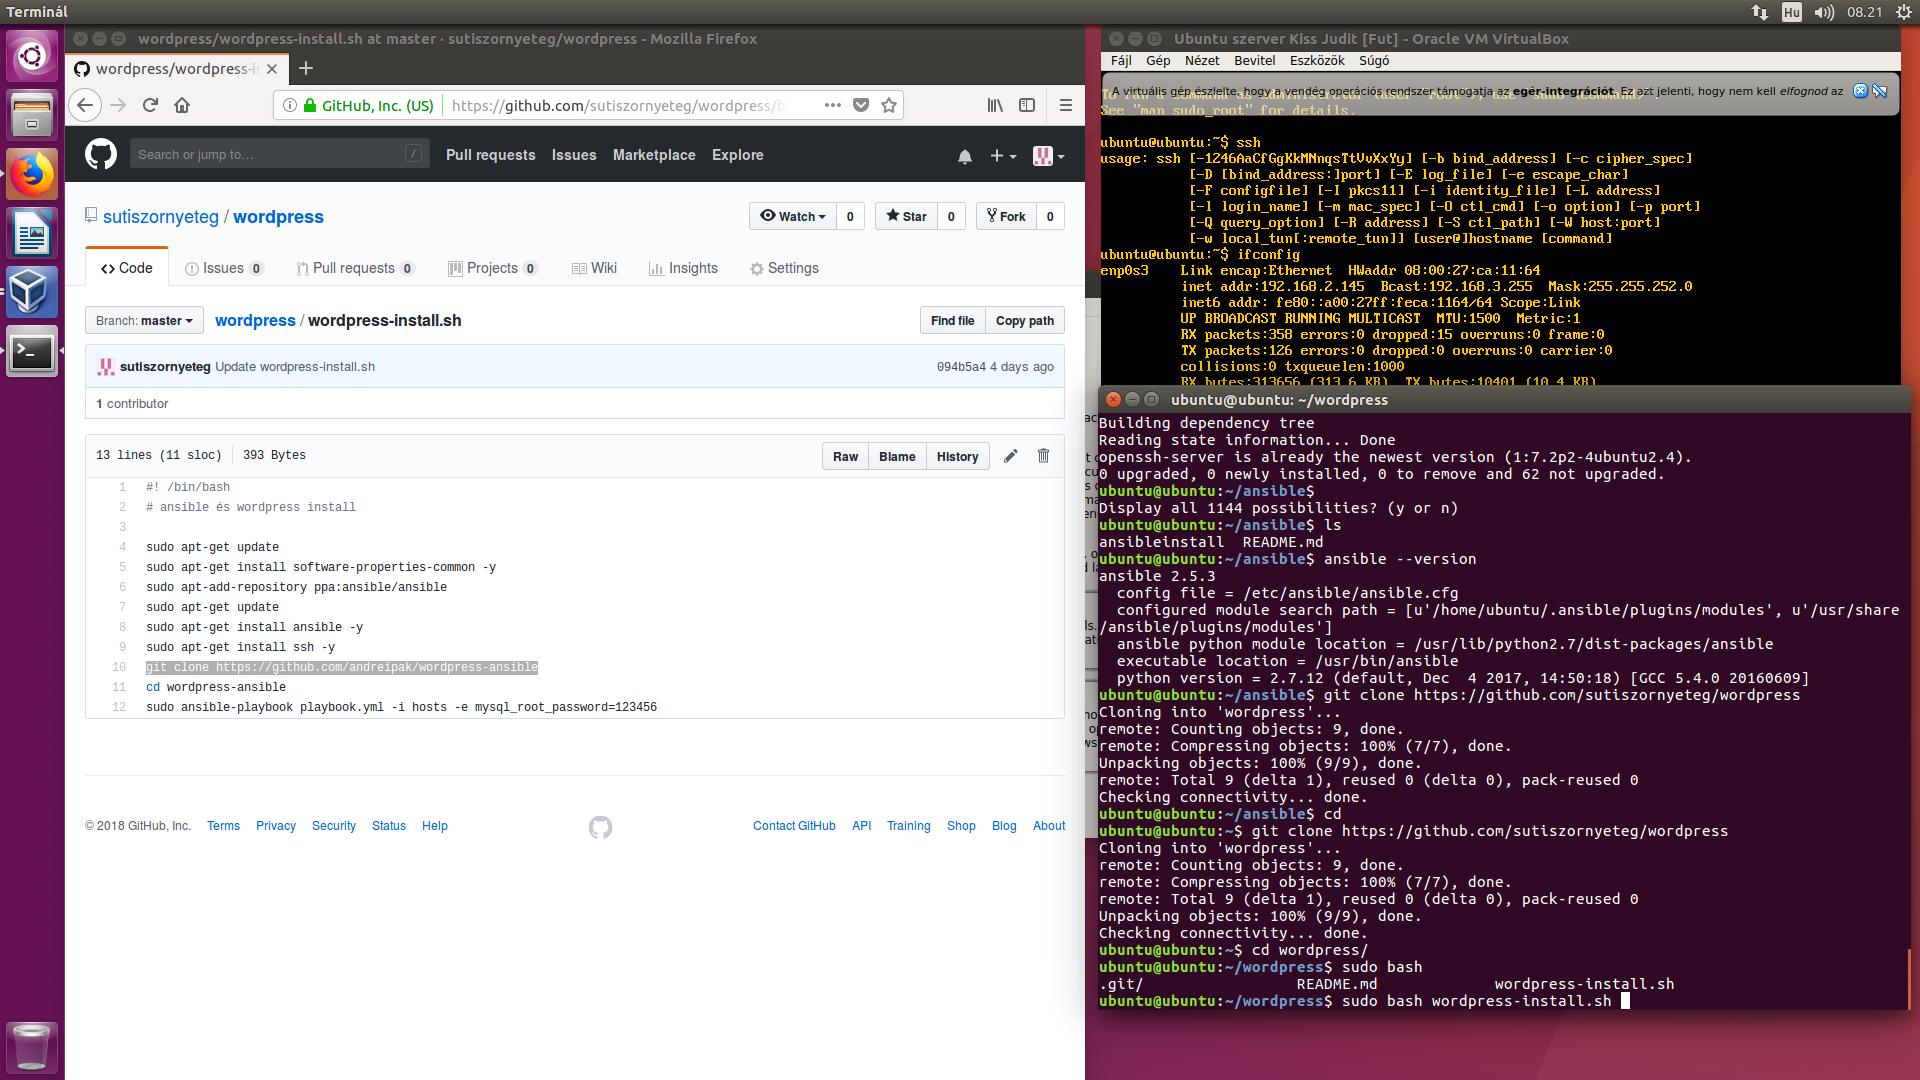 Terminál
Hu
08.21
wordpress/wordpress-install.sh at master · sutiszornyeteg/wordpress - Mozilla Firefox
wordpress/wordpress-i
GitHub, Inc. (US)
https://github.com/sutiszornyeteg/wordpress/bl
Search or jump to…
/
Pull requests
Issues
Marketplace
Explore
sutiszornyeteg / wordpress
Watch
0
Star
0
Fork
0
Code
Issues 0
Pull requests 0
Projects 0
Wiki
Insights
Settings
Branch: master
wordpress / wordpress-install.sh
Find file
Copy path
sutiszornyeteg Update wordpress-install.sh
094b5a4 4 days ago
1 contributor
13 lines (11 sloc)
393 Bytes
Raw
Blame
History
1 #! /bin/bash
2 # ansible és wordpress install
3
4 sudo apt-get update
5 sudo apt-get install software-properties-common -y
6 sudo apt-add-repository ppa:ansible/ansible
7 sudo apt-get update
8 sudo apt-get install ansible -y
9 sudo apt-get install ssh -y
10 git clone https://github.com/andreipak/wordpress-ansible
11 cd wordpress-ansible
12 sudo ansible-playbook playbook.yml -i hosts -e mysql_root_password=123456
© 2018 GitHub, Inc.
Terms
Privacy
Security
Status
Help
Contact GitHub
API
Training
Shop
Blog
About
Ubuntu szerver Kiss Judit [Fut] - Oracle VM VirtualBox
Fájl
Gép
Nézet
Bevitel
Eszközök
Súgó
A virtuális gép észlelte, hogy a vendég operációs rendszer támogatja az egér-integrációt. Ez azt jelenti, hogy nem kell elfognod az
See "man sudo_root" for details.
ubuntu@ubuntu:~$ ssh
usage: ssh [-1246AaCfGgKkMNnqsTtVvXxYy] [-b bind_address] [-c cipher_spec]
[-D [bind_address:]port] [-E log_file] [-e escape_char]
[-F configfile] [-I pkcs11] [-i identity_file] [-L address]
[-l login_name] [-m mac_spec] [-O ctl_cmd] [-o option] [-p port]
[-Q query_option] [-R address] [-S ctl_path] [-W host:port]
[-w local_tun[:remote_tun]] [user@]hostname [command]
ubuntu@ubuntu:~$ ifconfig
enp0s3 Link encap:Ethernet HWaddr 08:00:27:ca:11:64
inet addr:192.168.2.145 Bcast:192.168.3.255 Mask:255.255.252.0
inet6 addr: fe80::a00:27ff:feca:1164/64 Scope:Link
UP BROADCAST RUNNING MULTICAST MTU:1500 Metric:1
RX packets:358 errors:0 dropped:15 overruns:0 frame:0
TX packets:126 errors:0 dropped:0 overruns:0 carrier:0
collisions:0 txqueuelen:1000
RX bytes:313656 (313.6 KB) TX bytes:10401 (10.4 KB)
ubuntu@ubuntu: ~/wordpress
Building dependency tree
Reading state information... Done
openssh-server is already the newest version (1:7.2p2-4ubuntu2.4).
0 upgraded, 0 newly installed, 0 to remove and 62 not upgraded.
ubuntu@ubuntu:~/ansible$
Display all 1144 possibilities? (y or n)
ubuntu@ubuntu:~/ansible$ ls
ansibleinstall README.md
ubuntu@ubuntu:~/ansible$ ansible --version
ansible 2.5.3
config file = /etc/ansible/ansible.cfg
configured module search path = [u'/home/ubuntu/.ansible/plugins/modules', u'/usr/share
/ansible/plugins/modules']
ansible python module location = /usr/lib/python2.7/dist-packages/ansible
executable location = /usr/bin/ansible
python version = 2.7.12 (default, Dec 4 2017, 14:50:18) [GCC 5.4.0 20160609]
ubuntu@ubuntu:~/ansible$ git clone https://github.com/sutiszornyeteg/wordpress
Cloning into 'wordpress'...
remote: Counting objects: 9, done.
remote: Compressing objects: 100% (7/7), done.
Unpacking objects: 100% (9/9), done.
remote: Total 9 (delta 1), reused 0 (delta 0), pack-reused 0
Checking connectivity... done.
ubuntu@ubuntu:~/ansible$ cd
ubuntu@ubuntu:~$ git clone https://github.com/sutiszornyeteg/wordpress
Cloning into 'wordpress'...
remote: Counting objects: 9, done.
remote: Compressing objects: 100% (7/7), done.
remote: Total 9 (delta 1), reused 0 (delta 0), pack-reused 0
Unpacking objects: 100% (9/9), done.
Checking connectivity... done.
ubuntu@ubuntu:~$ cd wordpress/
ubuntu@ubuntu:~/wordpress$ sudo bash
.git/ README.md wordpress-install.sh
ubuntu@ubuntu:~/wordpress$ sudo bash wordpress-install.sh